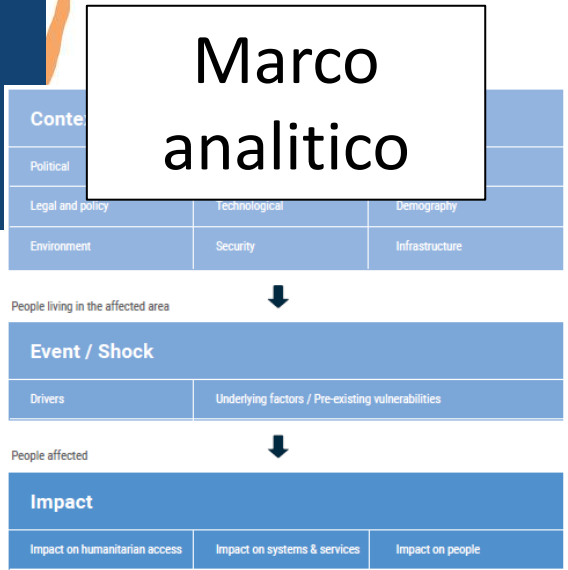 Marco
analitico
Political
Legal and policy Technological Demography
Environment Security Infrastructure
People living in the affected area
Event / Shock
Drivers Underlying factors / Pre-existing vulnerabilities
People affected
Impact
Impact on humanitarian access Impact on systems & services Impact on people